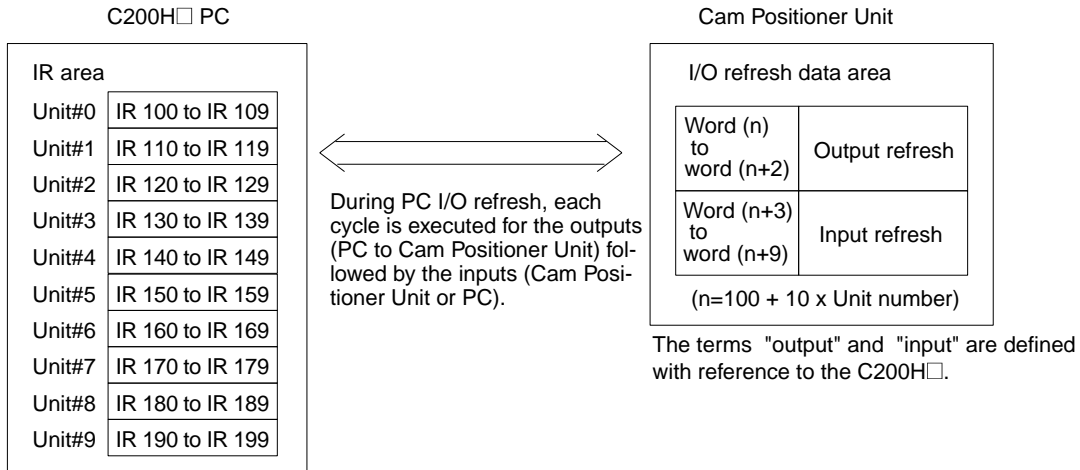 C200H□ PC
IR area
Unit#0 IR 100 to IR 109
Unit#1 IR 110 to IR 119
Unit#2 IR 120 to IR 129
Unit#3 IR 130 to IR 139
Unit#4 IR 140 to IR 149
Unit#5 IR 150 to IR 159
Unit#6 IR 160 to IR 169
Unit#7 IR 170 to IR 179
Unit#8 IR 180 to IR 189
Unit#9 IR 190 to IR 199
During PC I/O refresh, each
cycle is executed for the outputs
(PC to Cam Positioner Unit) fol-
lowed by the inputs (Cam Posi-
tioner Unit or PC).
Cam Positioner Unit
I/O refresh data area
Word (n)
to
word (n+2)
Output refresh
Word (n+3)
to
word (n+9)
Input refresh
(n=100 + 10 x Unit number)
The terms "output" and "input" are defined
with reference to the C200H□.